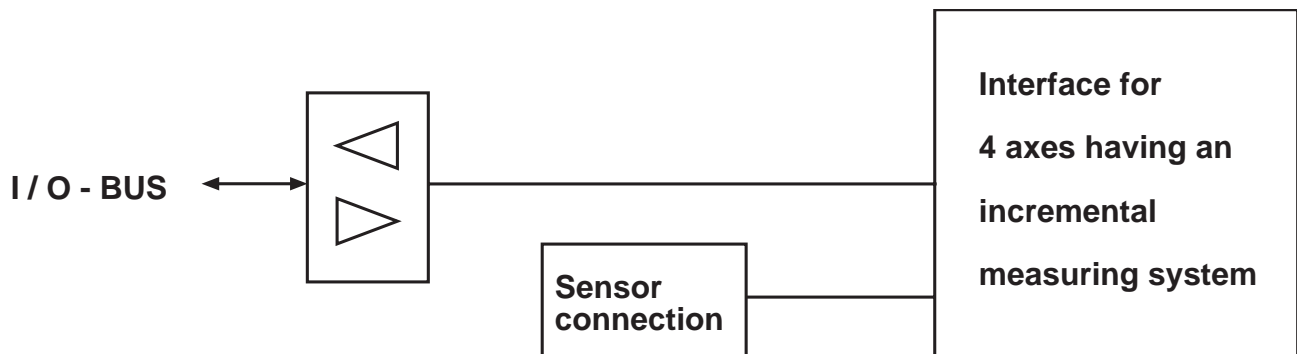 I / O - BUS
Interface for
4 axes having an
incremental
measuring system
Sensor
connection